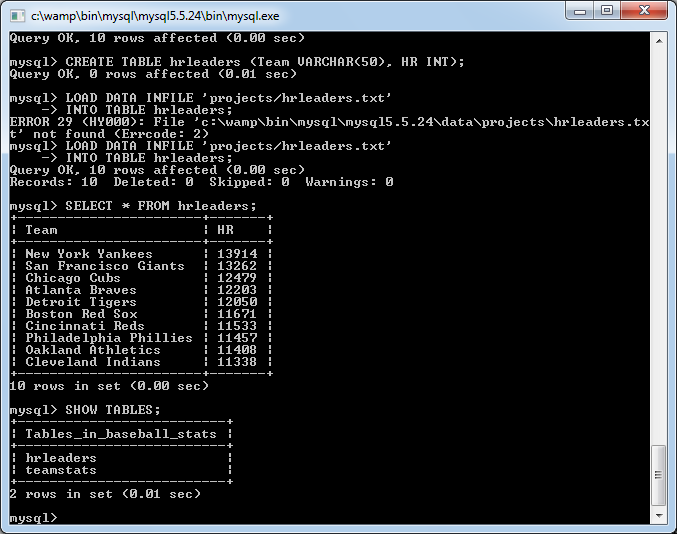 c:\wamp\bin\mysql\mysql5.5.24\bin\mysql.exe
Query OK, 10 rows affected (0.00 sec)
mysql> CREATE TABLE hrleaders (Team VARCHAR(50), HR INT);
Query OK, 0 rows affected (0.01 sec)
mysql> LOAD DATA INFILE 'projects/hrleaders.txt'
-> INTO TABLE hrleaders;
ERROR 29 (HY000): File 'c:\wamp\bin\mysql\mysql5.5.24\data\projects\hrleaders.tx
t' not found (Errcode: 2)
mysql> LOAD DATA INFILE 'projects/hrleaders.txt'
-> INTO TABLE hrleaders;
Query OK, 10 rows affected (0.00 sec)
Records: 10  Deleted: 0  Skipped: 0  Warnings: 0
mysql> SELECT * FROM hrleaders;
+-----------------------+-------+
¦ Team                  ¦ HR    ¦
+-----------------------+-------+
¦ New York Yankees      ¦ 13914 ¦
¦ San Francisco Giants  ¦ 13262 ¦
¦ Chicago Cubs          ¦ 12479 ¦
¦ Atlanta Braves        ¦ 12203 ¦
¦ Detroit Tigers        ¦ 12050 ¦
¦ Boston Red Sox        ¦ 11671 ¦
¦ Cincinnati Reds       ¦ 11533 ¦
¦ Philadelphia Phillies ¦ 11457 ¦
¦ Oakland Athletics     ¦ 11408 ¦
¦ Cleveland Indians     ¦ 11338 ¦
+-----------------------+-------+
10 rows in set (0.00 sec)
mysql> SHOW TABLES;
+--------------------------+
¦ Tables_in_baseball_stats ¦
+--------------------------+
¦ hrleaders                ¦
¦ teamstats                ¦
+--------------------------+
2 rows in set (0.01 sec)
mysql>